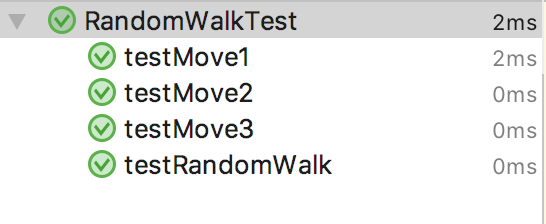 RandomWalkTest 2ms
testMove1 2ms
testMove2 0ms
testMove3 0ms
testRandomWalk 0ms